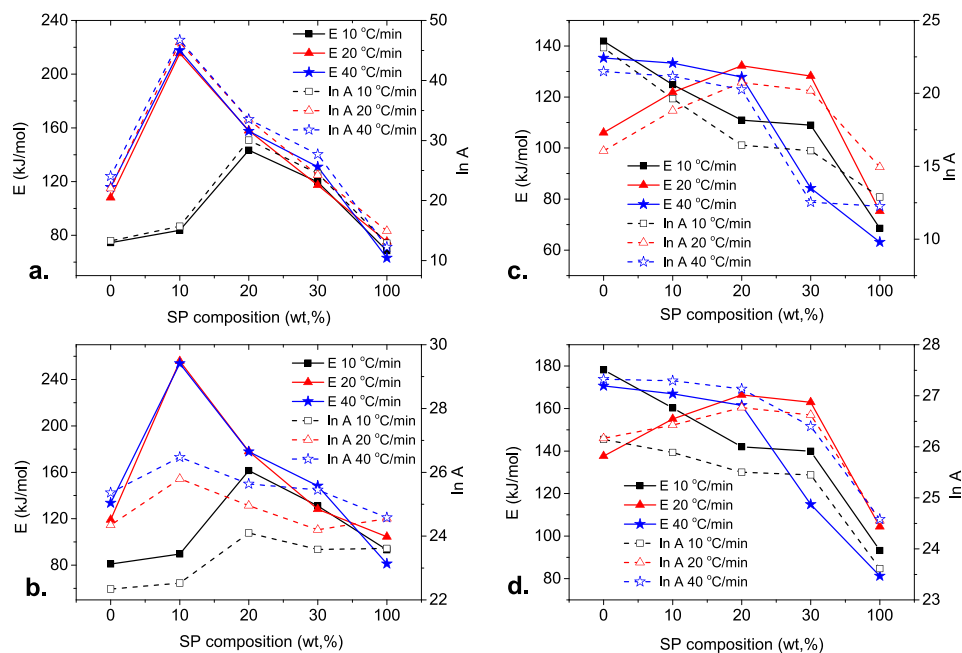 240
200
160
120
80
E (kJ/mol)
50
40
30
20
10
ln A
E 10 °C/min
E 20 °C/min
E 40 °C/min
ln A 10 °C/min
ln A 20 °C/min
ln A 40 °C/min
a.
0 10 20 30 100
SP composition (wt,%)
140
120
100
80
60
E (kJ/mol)
25
20
15
10
ln A
E 10 °C/min
E 20 °C/min
E 40 °C/min
ln A 10 °C/min
ln A 20 °C/min
ln A 40 °C/min
c.
0 10 20 30 100
SP composition (wt,%)
240
200
160
120
80
E (kJ/mol)
30
28
26
24
22
ln A
E 10 °C/min
E 20 °C/min
E 40 °C/min
ln A 10 °C/min
ln A 20 °C/min
ln A 40 °C/min
b.
0 10 20 30 100
SP composition (wt,%)
180
160
140
120
100
80
E (kJ/mol)
28
27
26
25
24
23
ln A
E 10 °C/min
E 20 °C/min
E 40 °C/min
ln A 10 °C/min
ln A 20 °C/min
ln A 40 °C/min
d.
0 10 20 30 100
SP composition (wt,%)